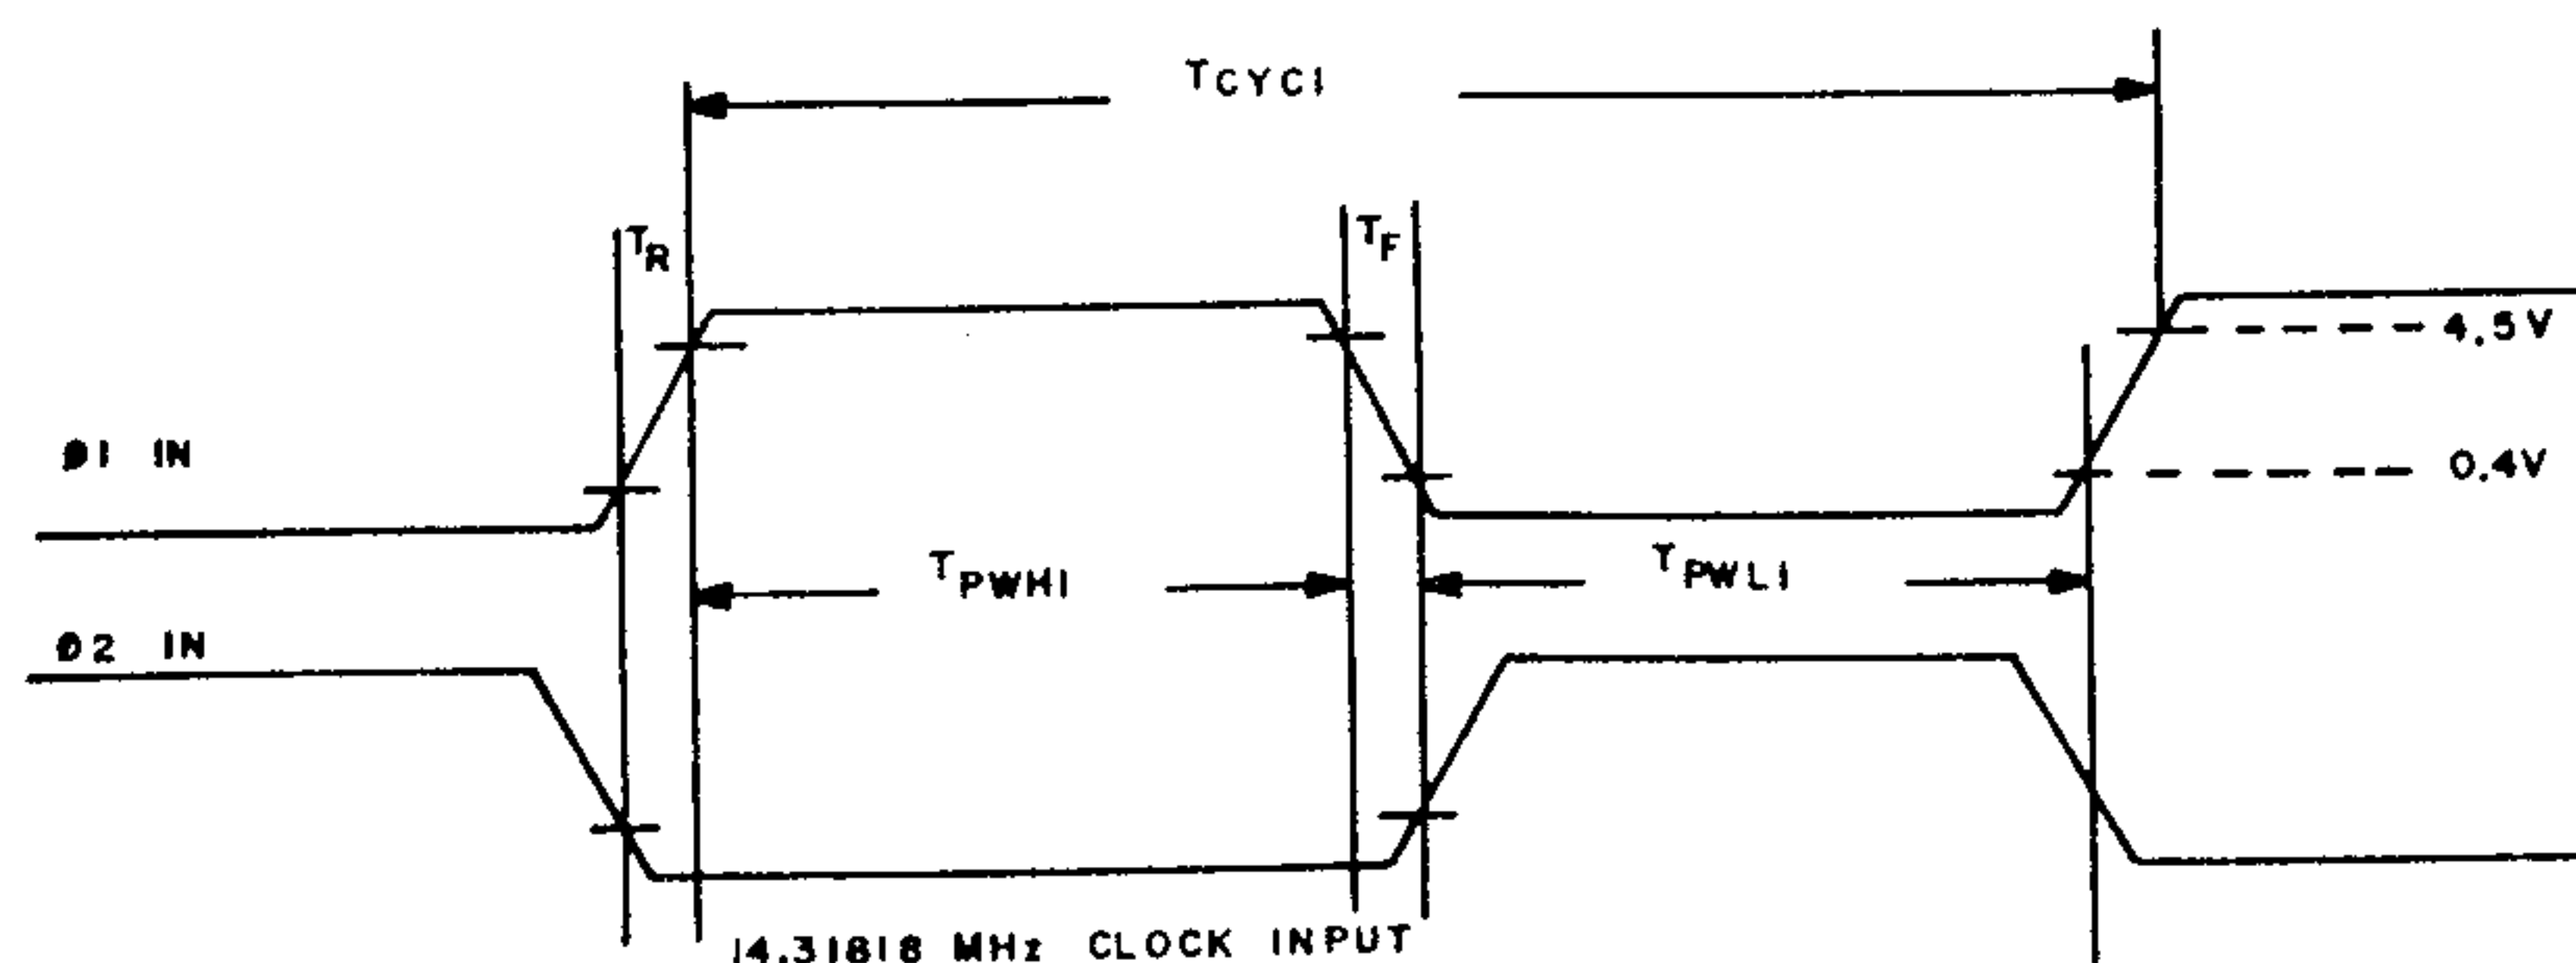 TCYC1
TR
TF
4.5V
Ø1 IN
0.4V
TPWH1
TPWL1
Ø2 IN
14.31818 MHz CLOCK INPUT